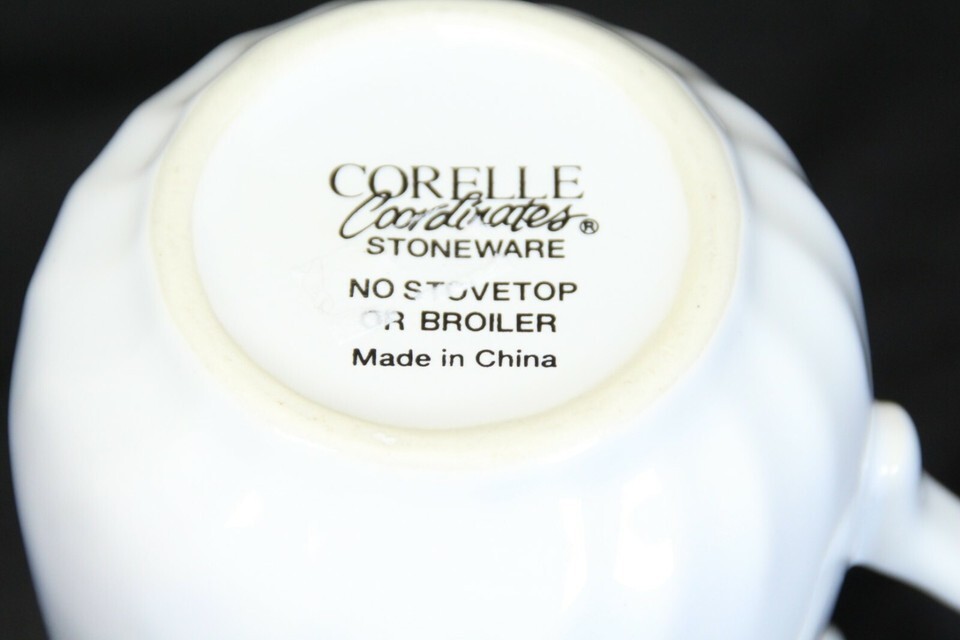 CORELLE
Coordinates®
STONEWARE
NO STOVETOP
OR BROILER
Made in China